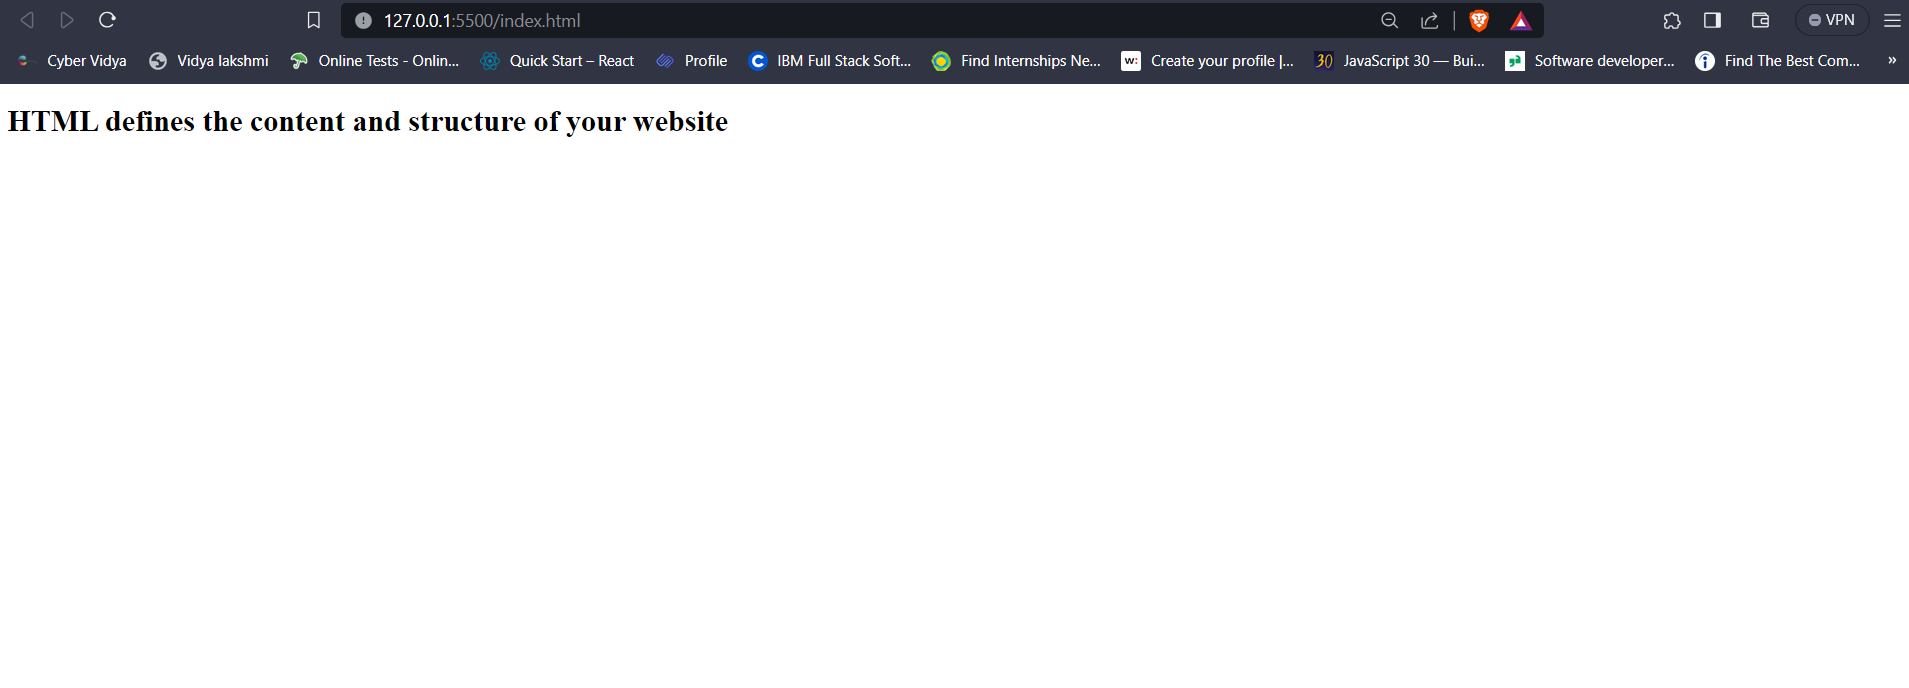 127.0.0.1:5500/index.html
VPN
Cyber Vidya Vidya lakshmi Online Tests - Onlin... Quick Start – React Profile IBM Full Stack Soft... Find Internships Ne... w: Create your profile |... 30 JavaScript 30 — Bui... Software developer... Find The Best Com... »
HTML defines the content and structure of your website